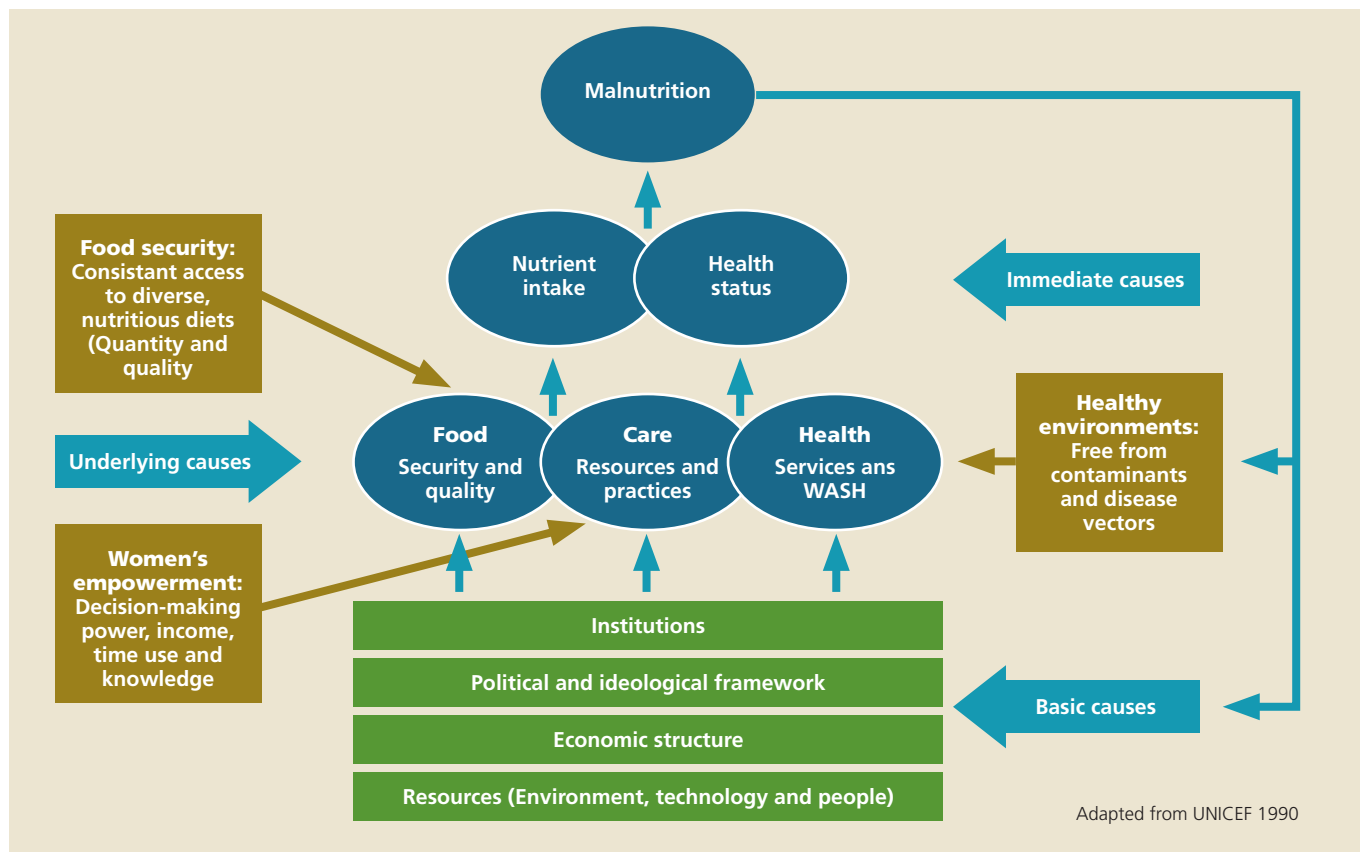 Malnutrition
Food security:
Consistant access
to diverse,
nutritious diets
(Quantity and
quality
Nutrient
intake
Health
status
Immediate causes
Underlying causes
Food
Security and
quality
Care
Resources and
practices
Health
Services ans
WASH
Healthy
environments:
Free from
contaminants
and disease
vectors
Women's
empowerment:
Decision-making
power, income,
time use and
knowledge
Institutions
Political and ideological framework
Economic structure
Resources (Environment, technology and people)
Basic causes
Adapted from UNICEF 1990